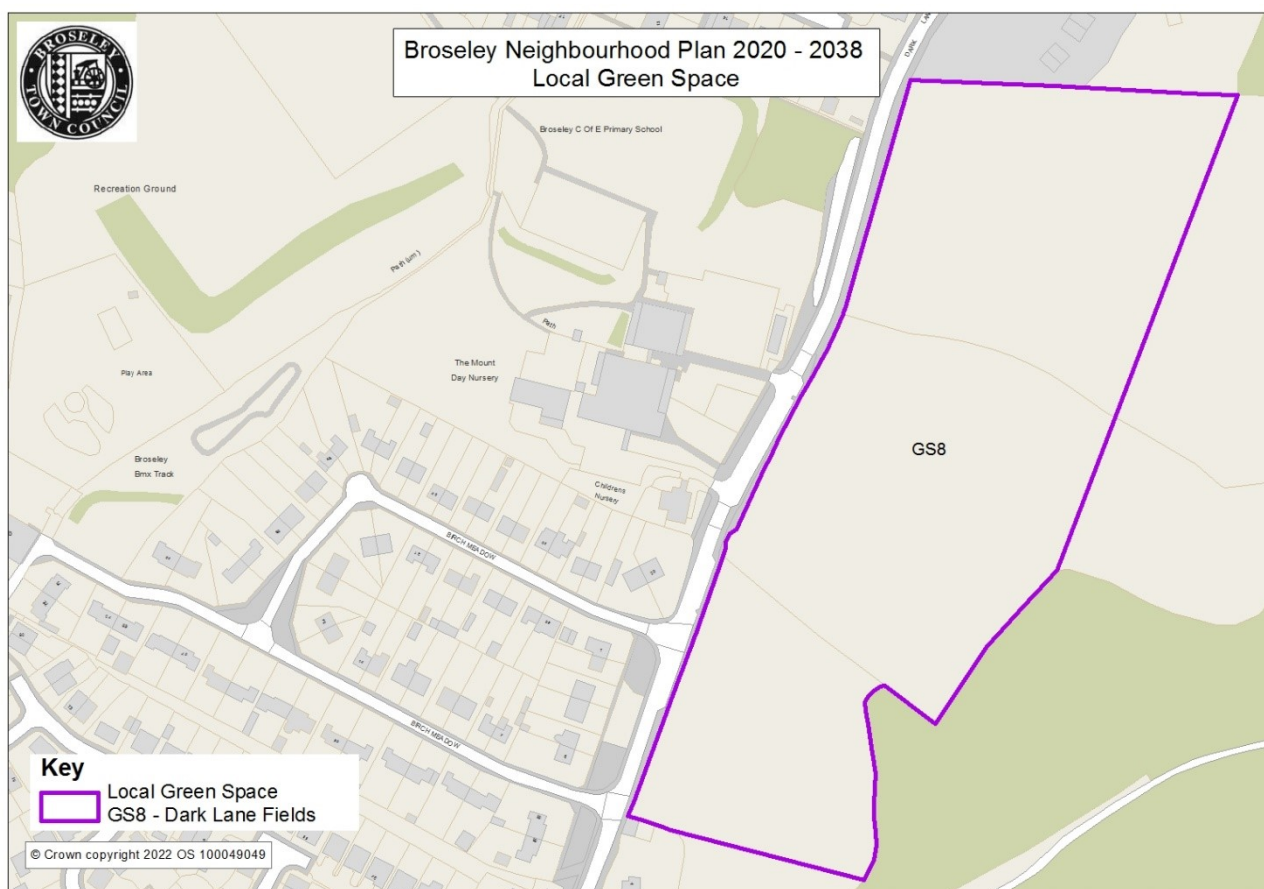 BROSELEY
TOWN COUNCIL
Broseley Neighbourhood Plan 2020 - 2038
Local Green Space
DARK LANE
Broseley C Of E Primary School
Recreation Ground
Path (um)
Path
Play Area
The Mount
Day Nursery
GS8
Broseley
Bmx Track
Childrens
Nursery
BIRCH MEADOW
BIRCH MEADOW
Key
Local Green Space
GS8 - Dark Lane Fields
© Crown copyright 2022 OS 100049049